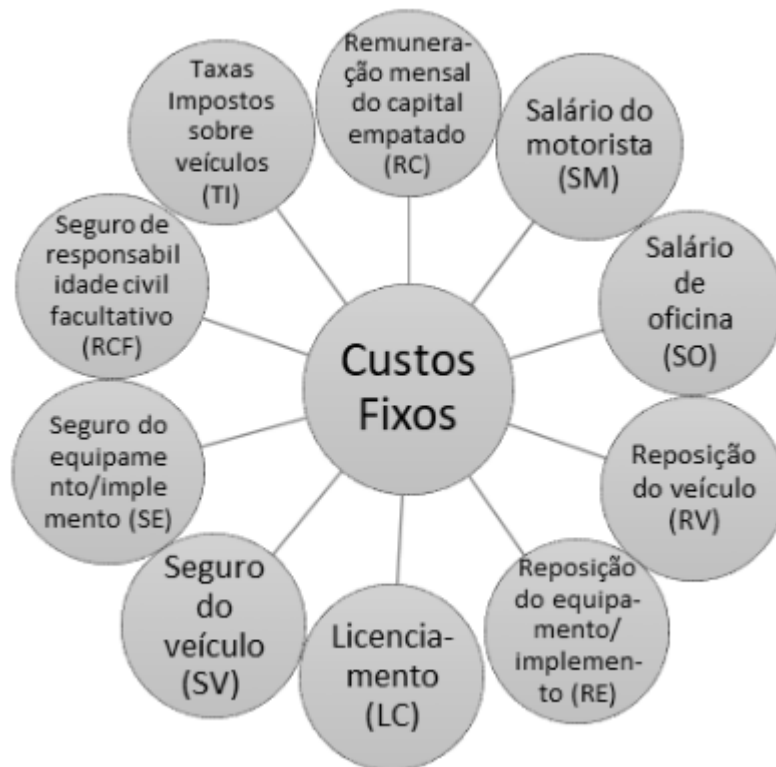 Custos
Fixos
Remunera-
ção mensal
do capital
empatado
(RC)
Salário do
motorista
(SM)
Salário
de
oficina
(SO)
Reposição
do veículo
(RV)
Reposição
do equipa-
mento/
implemen-
to (RE)
Licencia-
mento
(LC)
Seguro
do
veículo
(SV)
Seguro do
equipame
nto/imple
mento (SE)
Seguro de
responsabil
idade civil
facultativo
(RCF)
Taxas
Impostos
sobre
veículos
(TI)